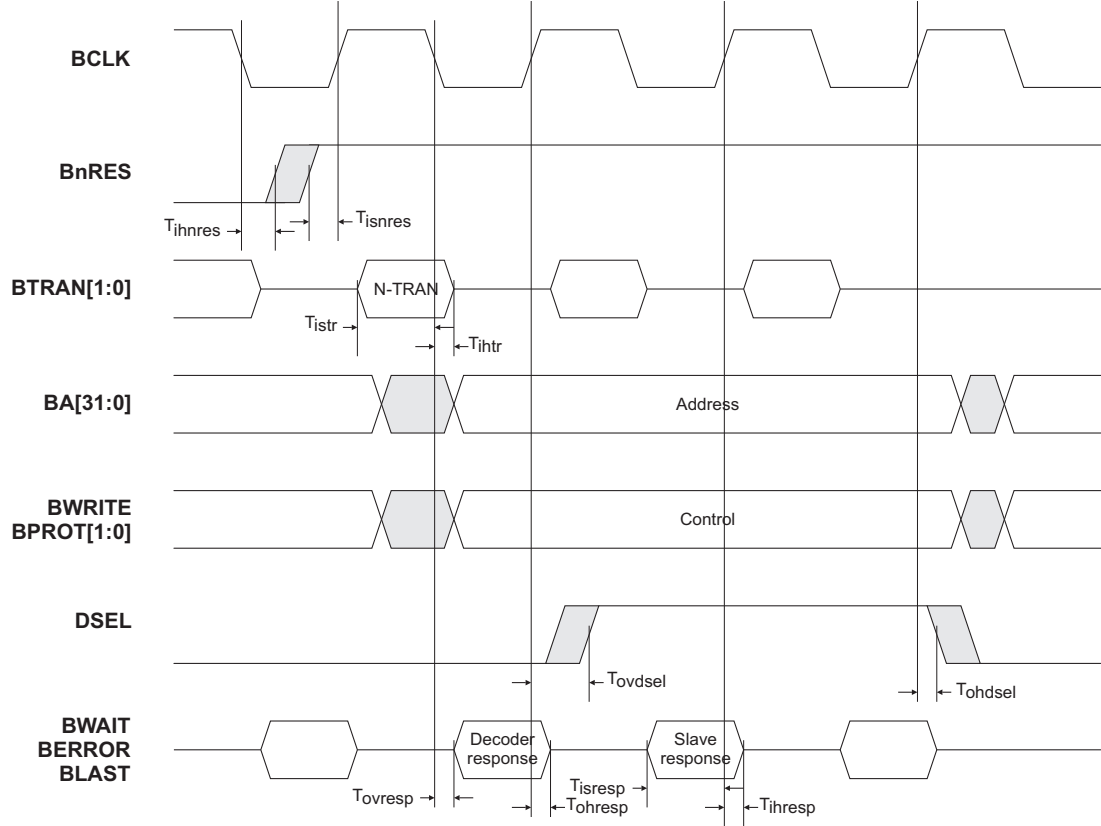 BCLK
BnRES
Tihnres
Tisnres
BTRAN[1:0]
N-TRAN
Tistr
Tihtr
BA[31:0]
Address
BWRITE
BPROT[1:0]
Control
DSEL
Tovdsel
Tohdsel
BWAIT
BERROR
BLAST
Decoder
response
Slave
response
Tovresp
Tohresp
Tisresp
Tihresp